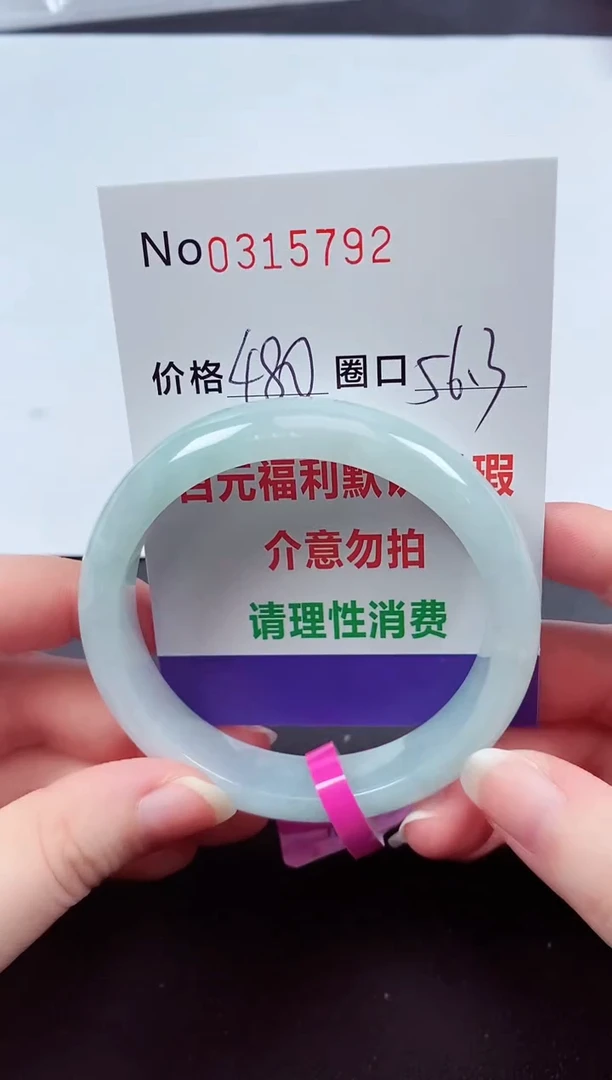 No0315792
价格480 圈口56.3
百元福利默 瑕
介意勿拍
请理性消费